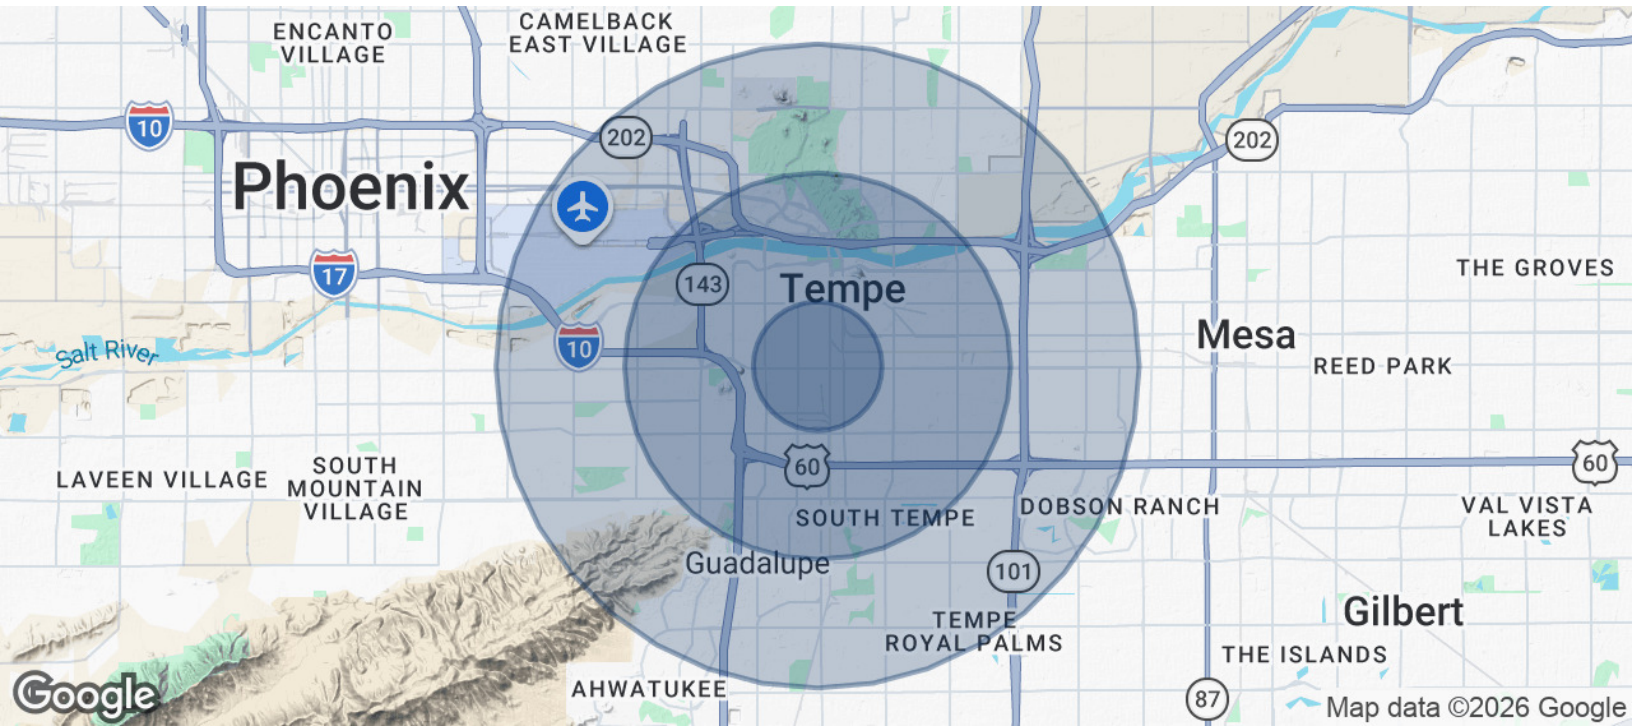 ENCANTO
VILLAGE
CAMELBACK
EAST VILLAGE
10
202
202
Phoenix
17
143
Tempe
THE GROVES
10
Mesa
Salt River
REED PARK
LAVEEN VILLAGE
SOUTH
MOUNTAIN
VILLAGE
60
60
SOUTH TEMPE
DOBSON RANCH
VAL VISTA
LAKES
Guadalupe
101
TEMPE
ROYAL PALMS
Gilbert
THE ISLANDS
AHWATUKEE
87
Google
Map data ©2026 Google